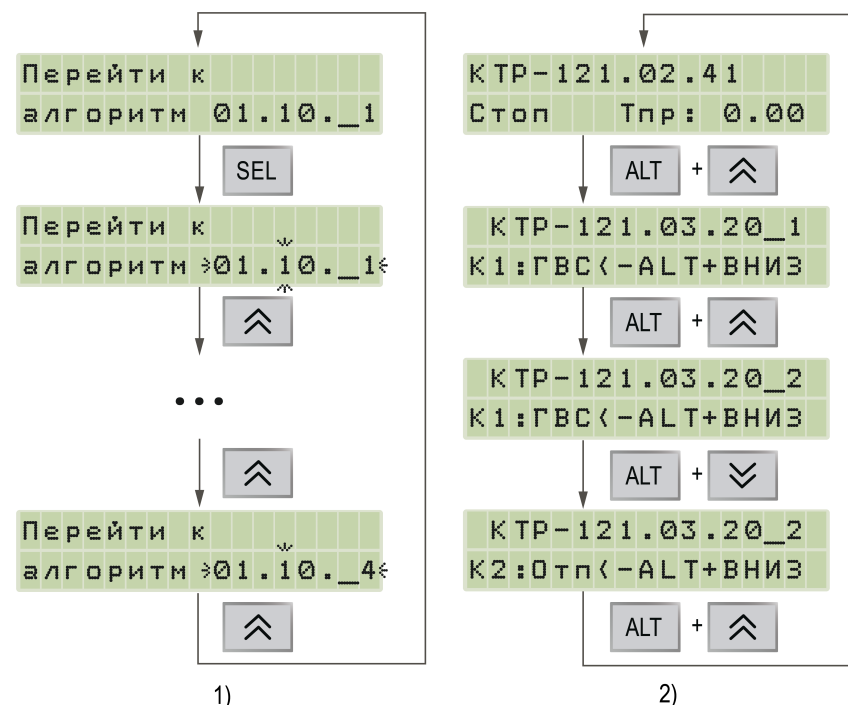 Перейти к
алгоритм 01.10._1
SEL
Перейти к
алгоритм 01.10._1
...
Перейти к
алгоритм 01.10._4
1)
КТР-121.02.41
Стоп Тпр: 0.00
ALT +
КТР-121.03.20_1
К1:ГВС<-ALT+ВНИЗ
ALT +
КТР-121.03.20_2
К1:ГВС<-ALT+ВНИЗ
ALT +
КТР-121.03.20_2
К2:Отп<-ALT+ВНИЗ
ALT +
2)